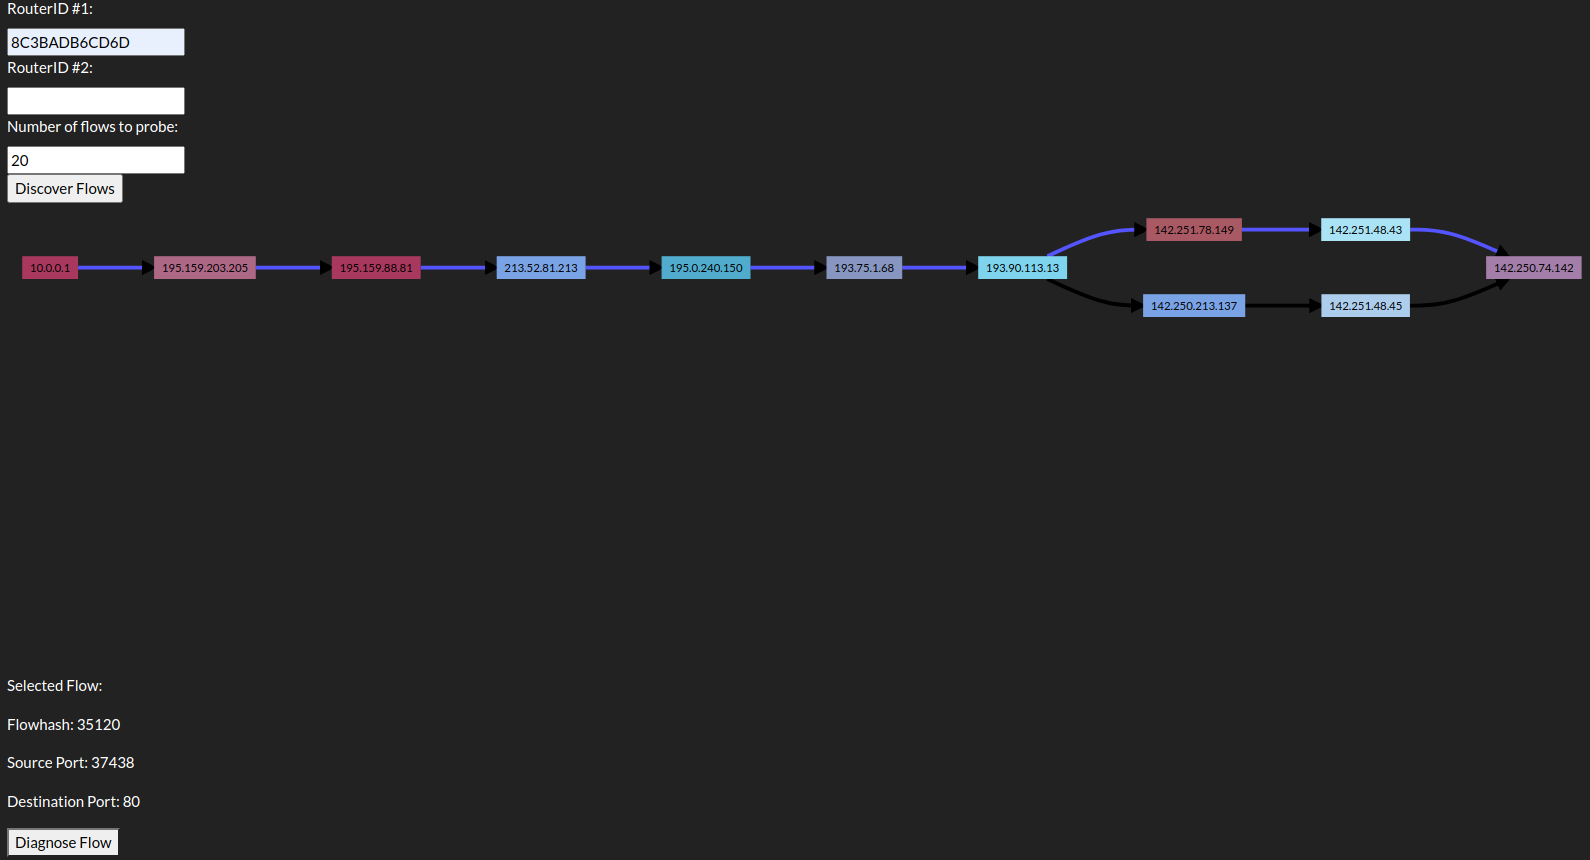 RouterID #1:
8C3BADB6CD6D
RouterID #2:
Number of flows to probe:
20
Discover Flows
142.251.78.149 142.251.48.43
10.0.0.1 195.159.203.205 195.159.88.81 213.52.81.213 195.0.240.150 193.75.1.68 193.90.113.13 142.250.74.142
142.250.213.137 142.251.48.45
Selected Flow:
Flowhash: 35120
Source Port: 37438
Destination Port: 80
Diagnose Flow